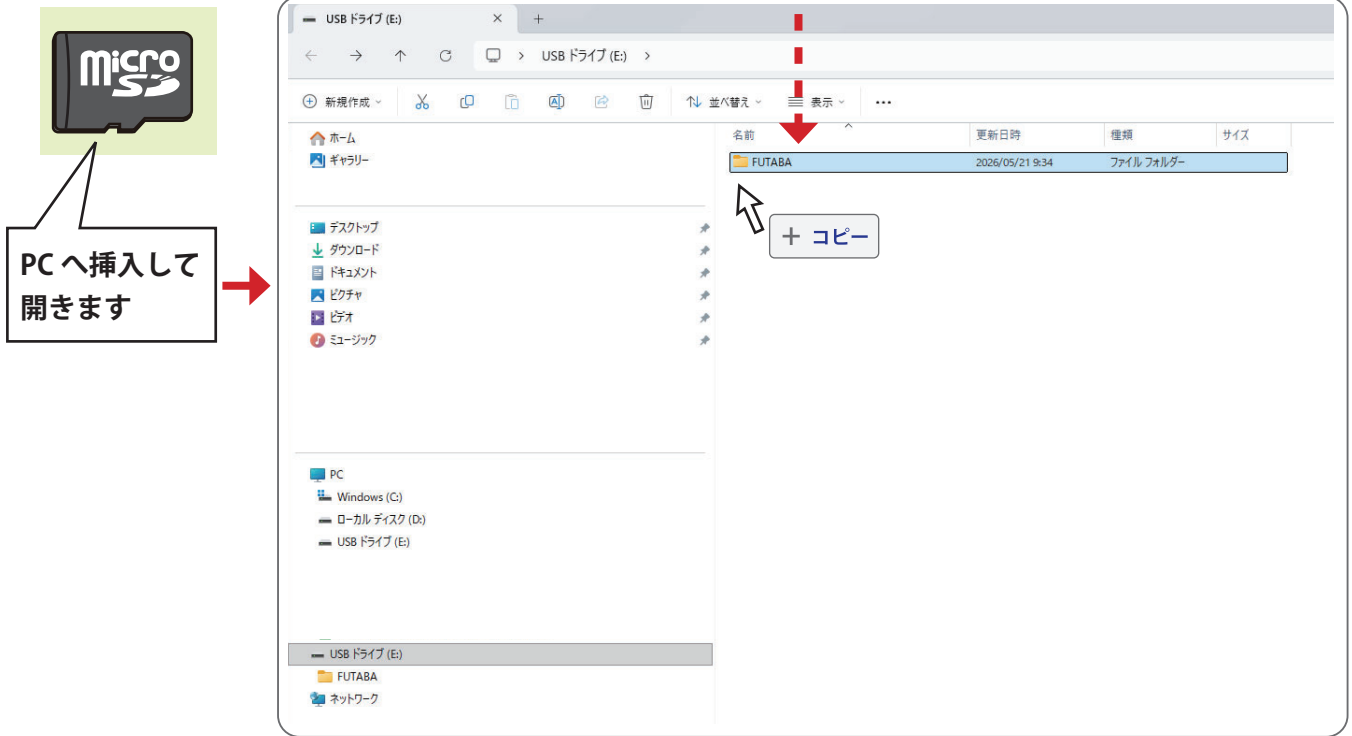 micro
SD
PC へ挿入して
開きます
USB ドライブ (E:)
USB ドライブ (E:)
新規作成
並べ替え
表示
ホーム
ギャラリー
デスクトップ
ダウンロード
ドキュメント
ピクチャ
ビデオ
ミュージック
PC
Windows (C:)
ローカル ディスク (D:)
USB ドライブ (E:)
USB ドライブ (E:)
FUTABA
ネットワーク
名前 更新日時 種類 サイズ
FUTABA 2026/05/21 9:34 ファイル フォルダー
+ コピー